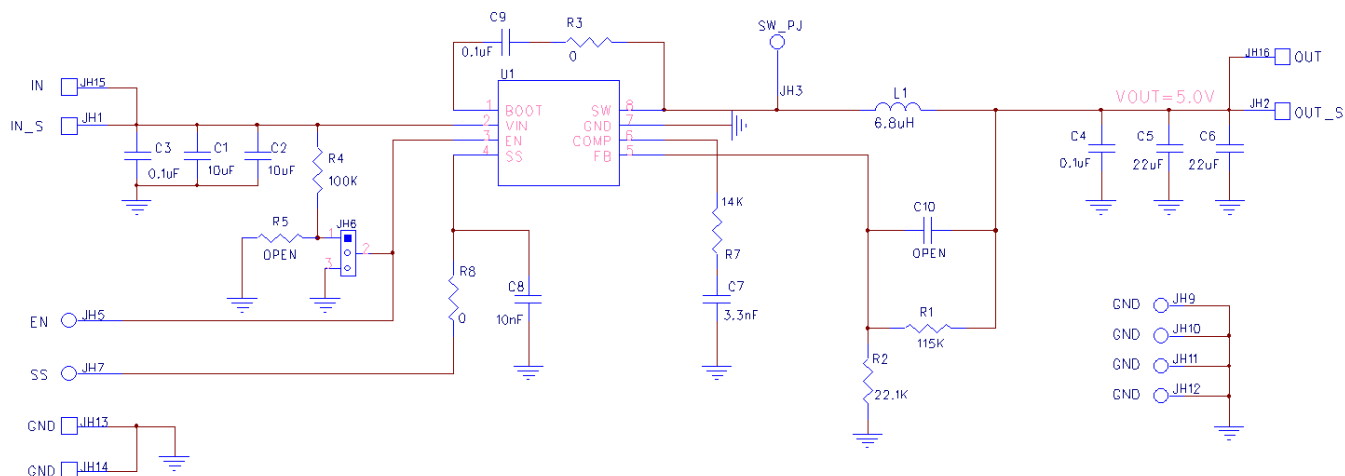 C9
0.1uF
R3
0
SW_PJ
JH3
U1
IN
JH15
IN_S
JH1
1 BOOT
2 VIN
3 EN
4 SS
SW 8
GND 7
COMP 6
FB 5
L1
6.8uH
VOUT=5.0V
JH16
OUT
JH2
OUT_S
C3
0.1uF
C1
10uF
C2
10uF
R4
100K
C4
0.1uF
C5
22uF
C6
22uF
R5
OPEN
JH6
1
2
3
14K
R7
C10
OPEN
R8
0
C8
10nF
C7
3.3nF
EN
JH5
SS
JH7
R1
115K
R2
22.1K
GND
JH9
GND
JH10
GND
JH11
GND
JH12
GND
JH13
GND
JH14